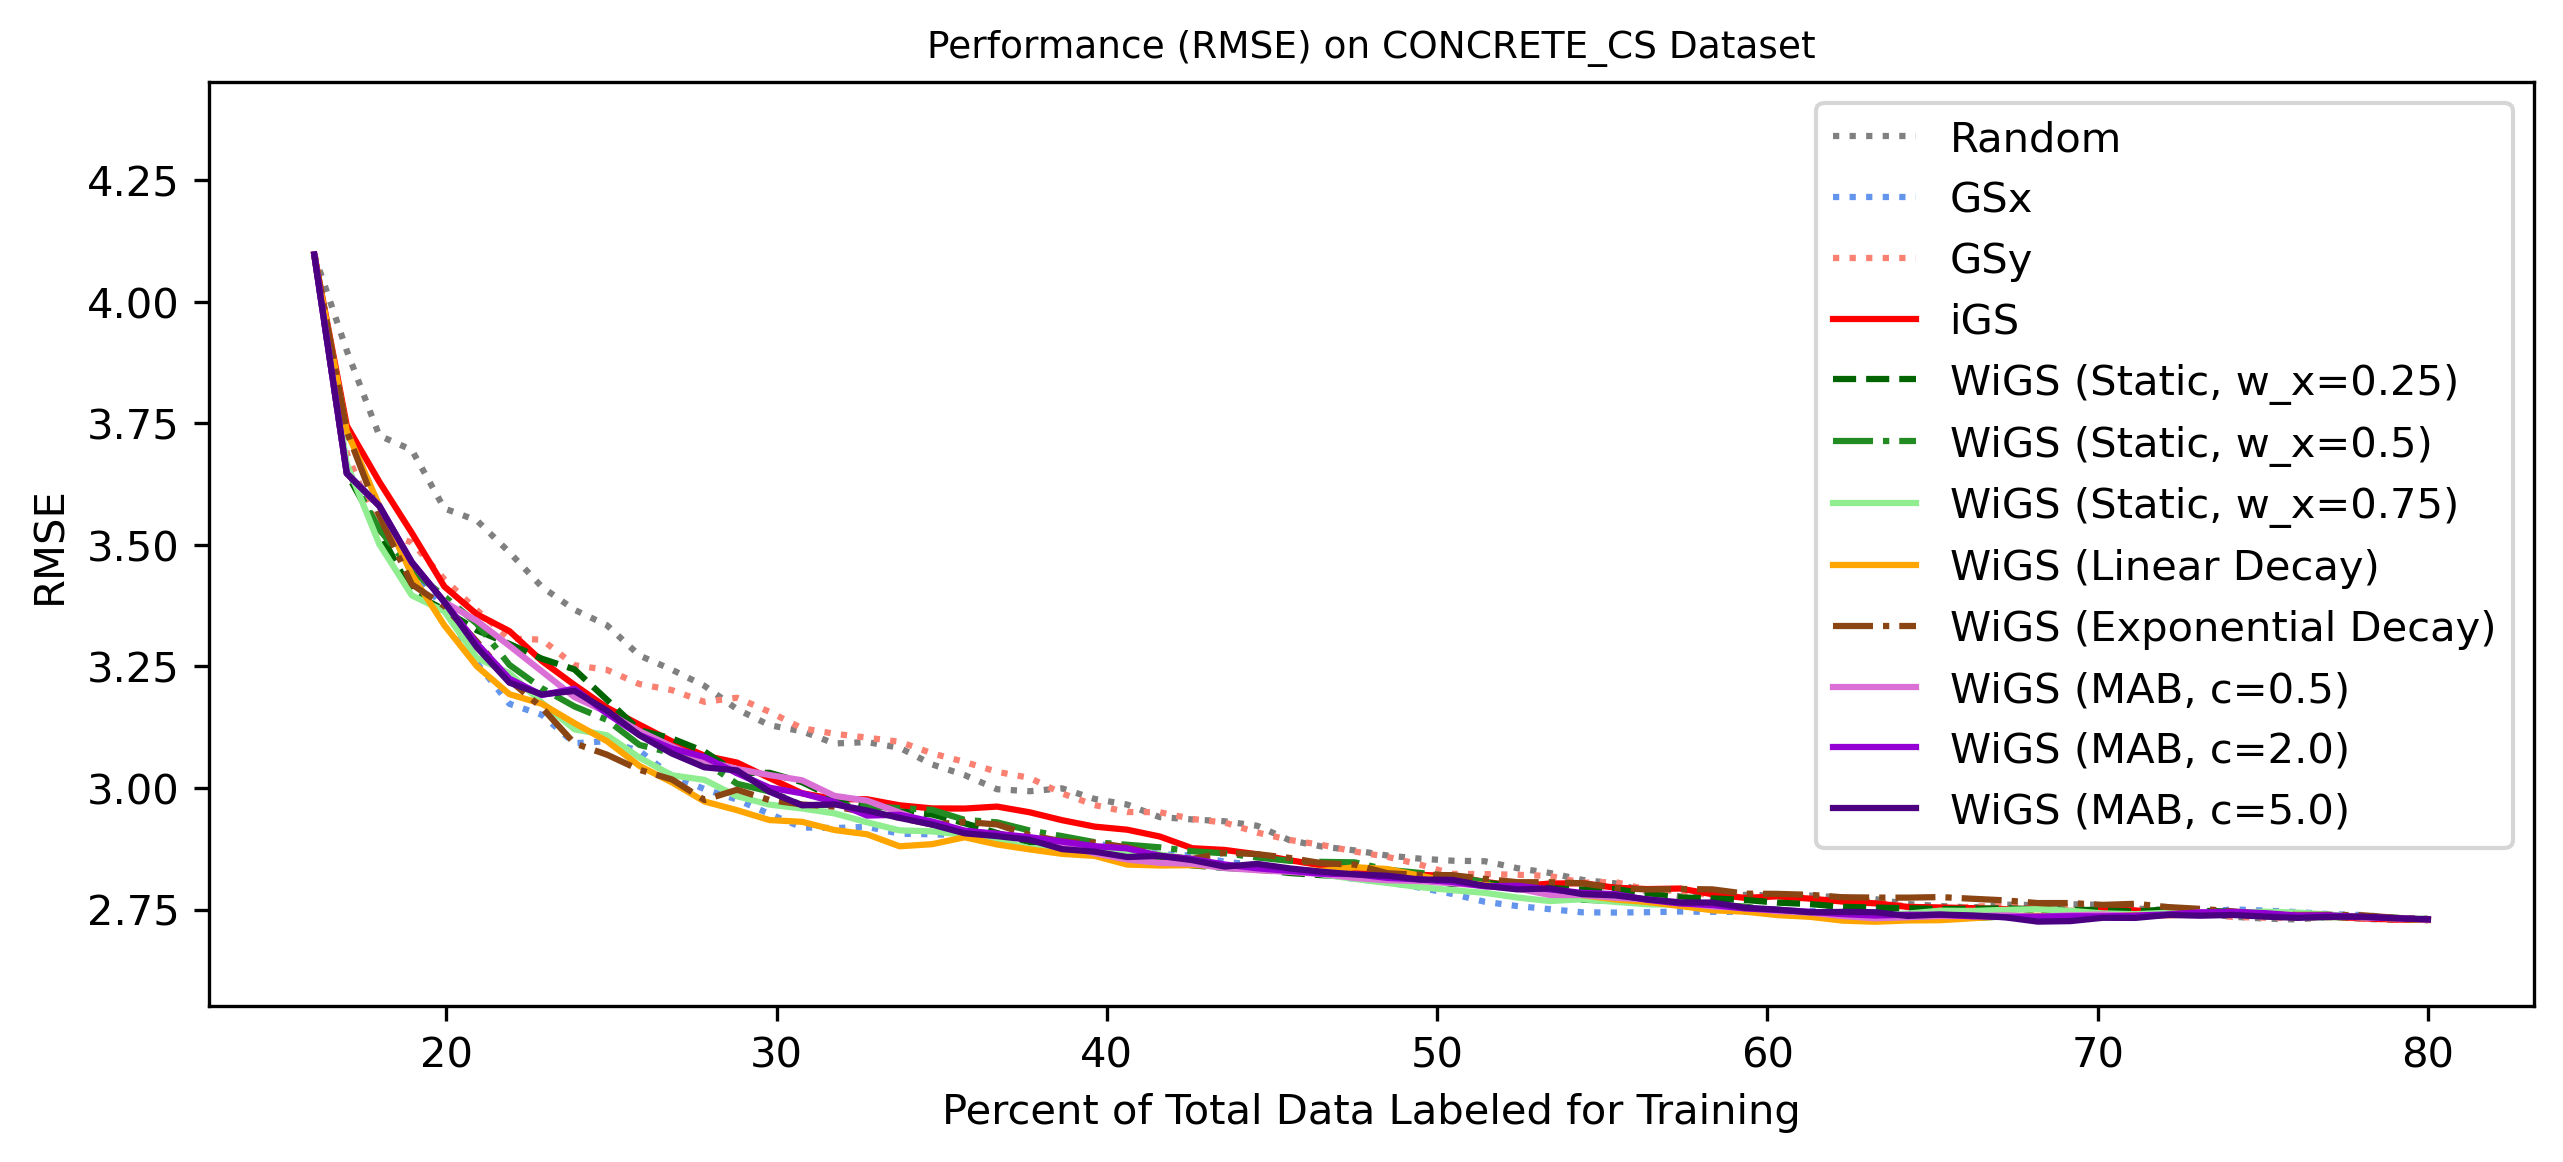 Performance (RMSE) on CONCRETE_CS Dataset
RMSE
4.25
4.00
3.75
3.50
3.25
3.00
2.75
Random
GSx
GSy
iGS
WiGS (Static, w_x=0.25)
WiGS (Static, w_x=0.5)
WiGS (Static, w_x=0.75)
WiGS (Linear Decay)
WiGS (Exponential Decay)
WiGS (MAB, c=0.5)
WiGS (MAB, c=2.0)
WiGS (MAB, c=5.0)
20 30 40 50 60 70 80
Percent of Total Data Labeled for Training